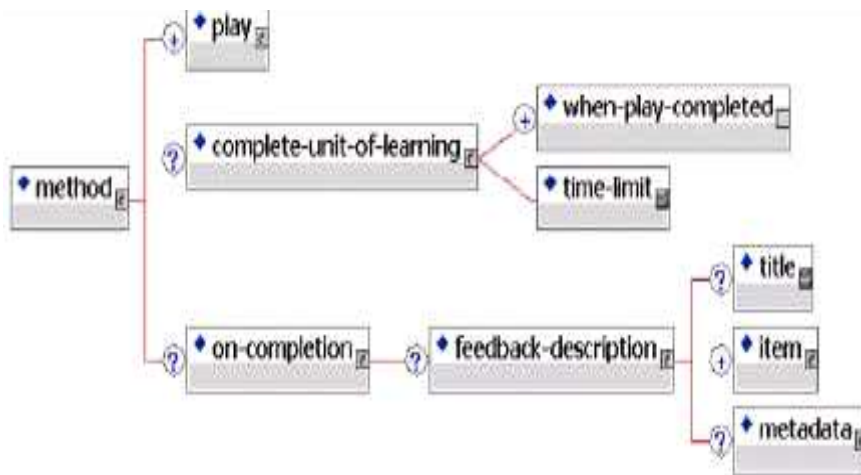 play
+
when-play-completed
+
complete-unit-of-learning
?
method
time-limit
title
?
on-completion
?
feedback-description
?
item
+
metadata
?